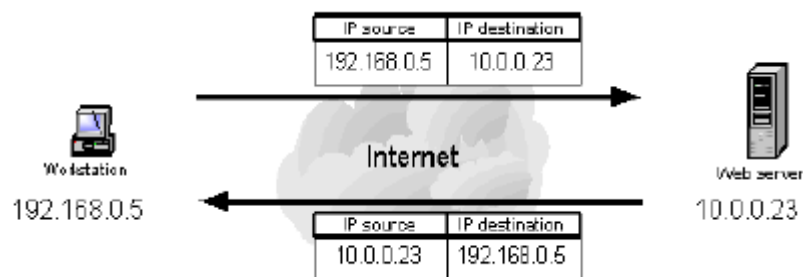 IP source IP destination
192.168.0.5 10.0.0.23
Workstation
192.168.0.5
Internet
Web server
10.0.0.23
IP source IP destination
10.0.0.23 192.168.0.5